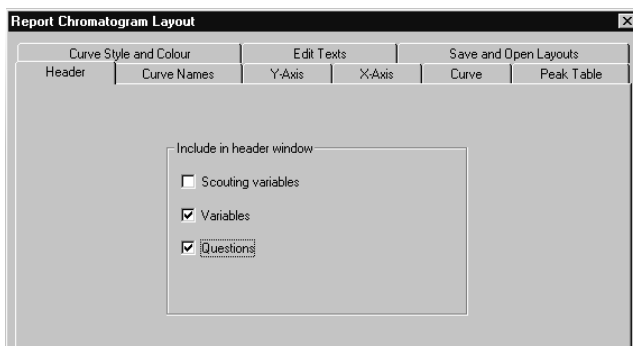 Report Chromatogram Layout
Curve Style and Colour Edit Texts Save and Open Layouts
Header Curve Names Y-Axis X-Axis Curve Peak Table
Include in header window
Scouting variables
Variables
Questions